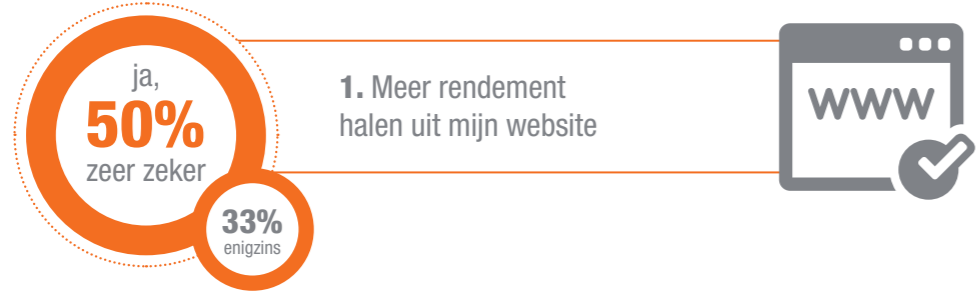 ja,
50%
zeer zeker
33%
enigzins
1. Meer rendement
halen uit mijn website
WWW